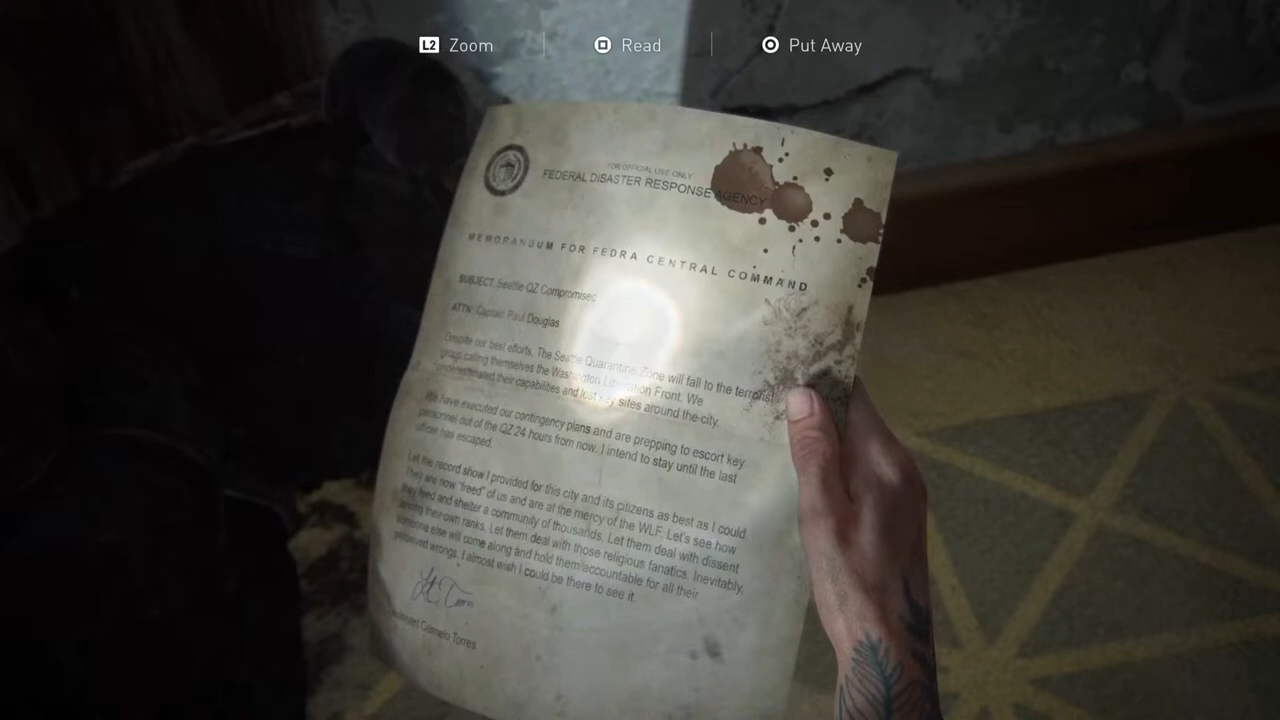 L2 Zoom
Read
Put Away
FOR OFFICIAL USE ONLY
FEDERAL DISASTER RESPONSE AGENCY
MEMORANDUM FOR FEDRA CENTRAL COMMAND
SUBJECT: Seattle QZ Compromised
ATTN: Captain Paul Douglas
Despite our best efforts, The Seattle Quarantine Zone will fall to the terrorist
group calling themselves the Washington Liberation Front. We
underestimated their capabilities and lost key sites around the city.
We have executed our contingency plans and are prepping to escort key
personnel out of the QZ 24 hours from now. I intend to stay until the last
officer has escaped.
Let the record show I provided for this city and its citizens as best as I could
They are now "freed" of us and are at the mercy of the WLF. Let's see how
they feed and shelter a community of thousands. Let them deal with dissent
among their own ranks. Let them deal with those religious fanatics. Inevitably,
someone else will come along and hold them accountable for all their
perceived wrongs. I almost wish I could be there to see it.
Lieutenant Carmelo Torres